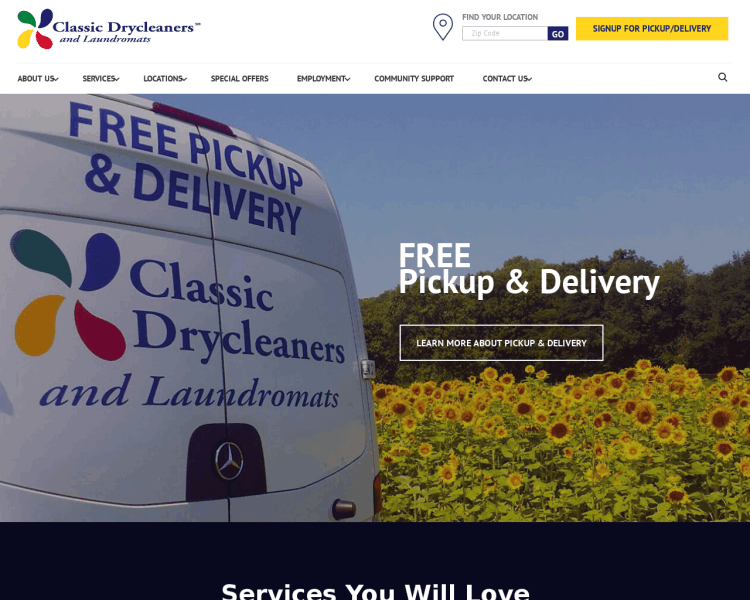 Classic Drycleaners℠
and Laundromats
FIND YOUR LOCATION
Zip Code
GO
SIGNUP FOR PICKUP/DELIVERY
ABOUT US
SERVICES
LOCATIONS
SPECIAL OFFERS
EMPLOYMENT
COMMUNITY SUPPORT
CONTACT US
FREE PICKUP
& DELIVERY
Classic
Drycleaners
and Laundromats
FREE
Pickup & Delivery
LEARN MORE ABOUT PICKUP & DELIVERY
Services You Will Love